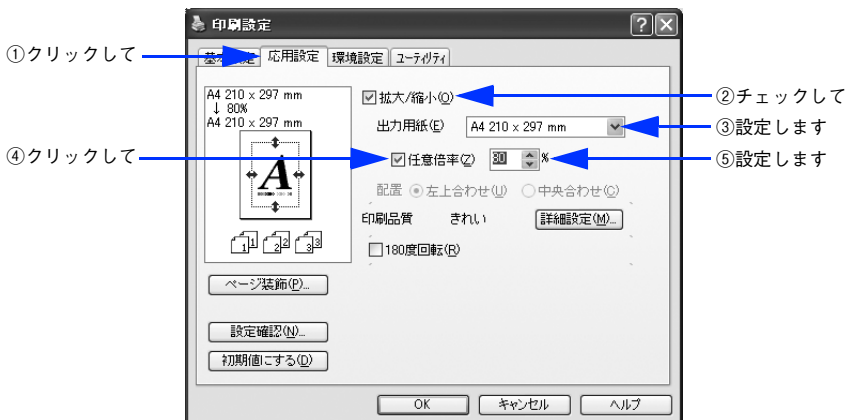 印刷設定
①クリックして
基本設定 応用設定 環境設定 ユーティリティ
A4 210 x 297 mm
↓ 80%
A4 210 x 297 mm
A
1 1 2 2 3 3
ページ装飾(P)...
設定確認(N)...
初期値にする(D)
拡大/縮小(O)
②チェックして
出力用紙(E) A4 210 x 297 mm
③設定します
④クリックして
任意倍率(Z) 80 %
⑤設定します
配置 左上合わせ(U) 中央合わせ(C)
印刷品質 きれい 詳細設定(M)...
180度回転(R)
OK キャンセル ヘルプ